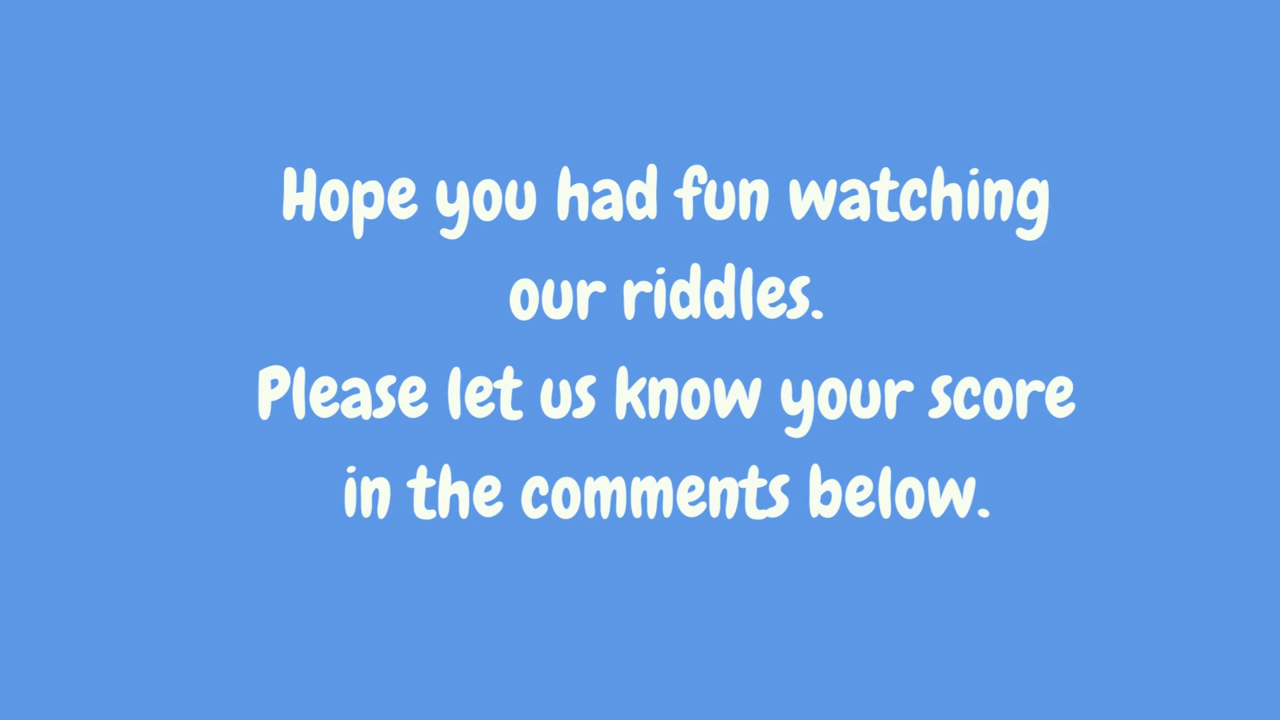 Hope you had fun watching
our riddles.
Please let us know your score
in the comments below.